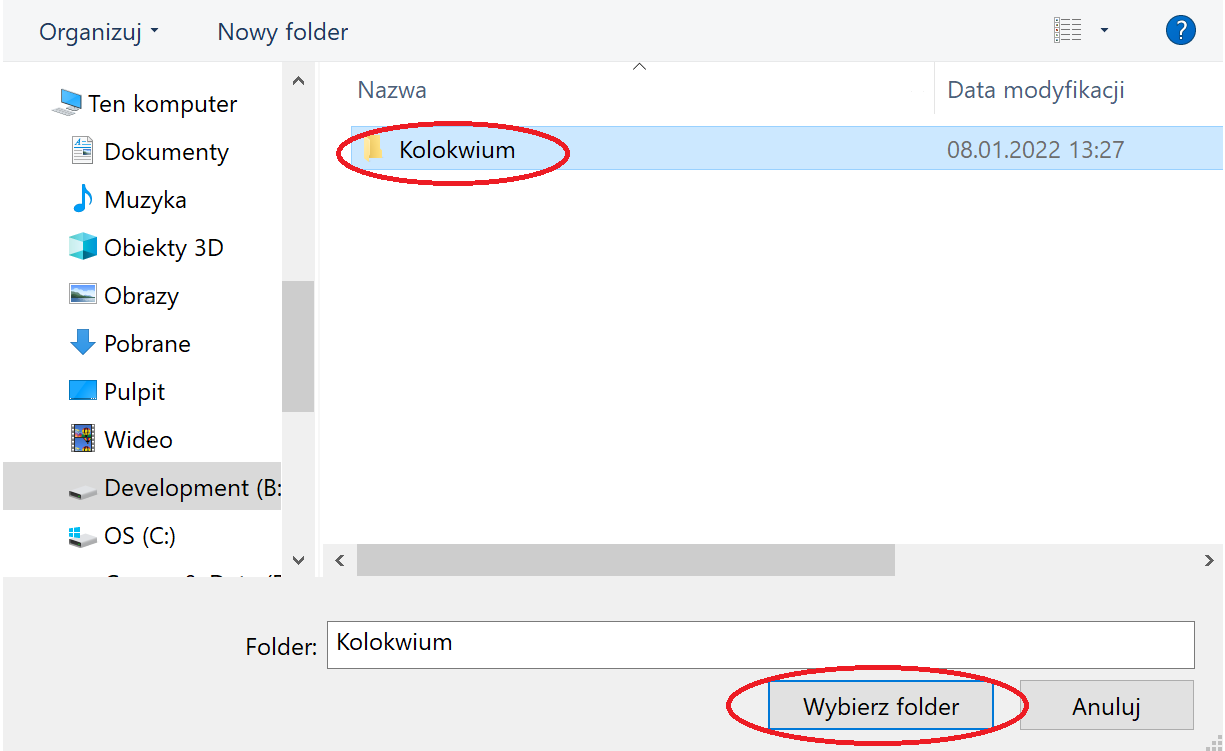 Organizuj
Nowy folder
?
Ten komputer
Dokumenty
Muzyka
Obiekty 3D
Obrazy
Pobrane
Pulpit
Wideo
Development (B:
OS (C:)
Nazwa
Data modyfikacji
Kolokwium
08.01.2022 13:27
Folder:
Kolokwium
Wybierz folder
Anuluj